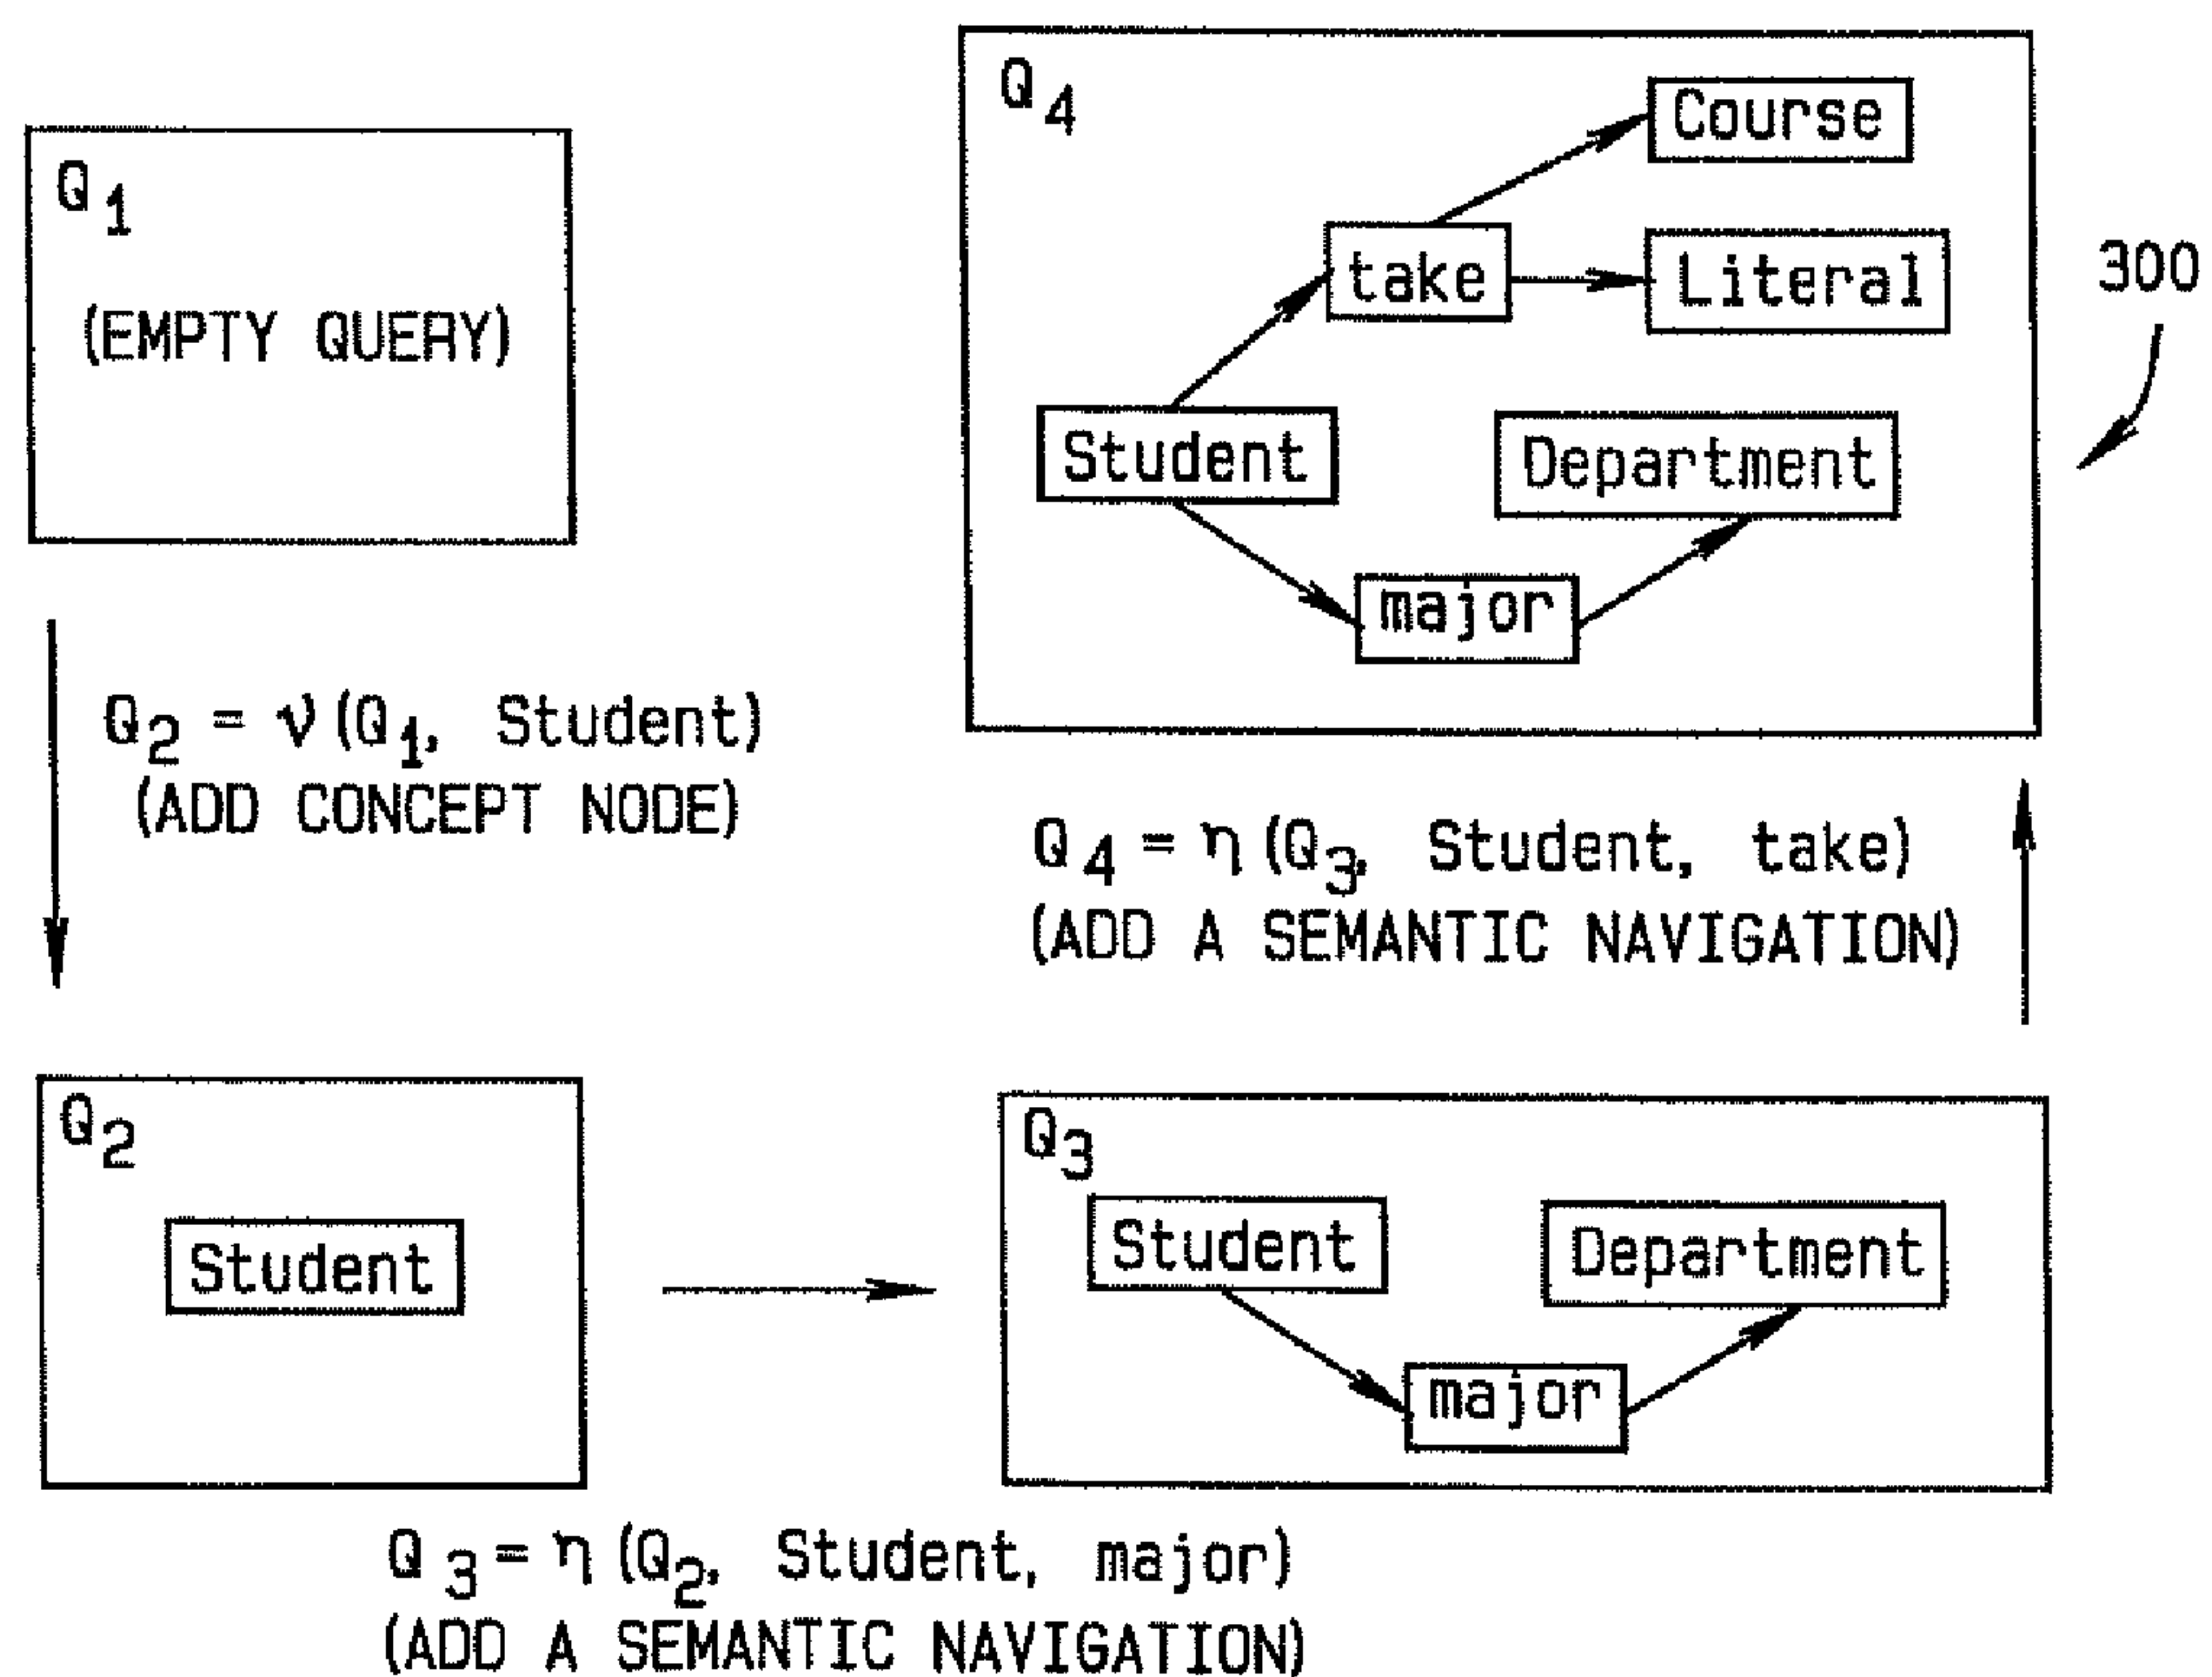 Q1
(EMPTY QUERY)
Q2 = ν(Q1, Student)
(ADD CONCEPT NODE)
Q2
Student
Q3 = η(Q2, Student, major)
(ADD A SEMANTIC NAVIGATION)
Q3
Student
Department
major
Q4 = η(Q3, Student, take)
(ADD A SEMANTIC NAVIGATION)
Q4
Course
take
Literal
Student
Department
major
300